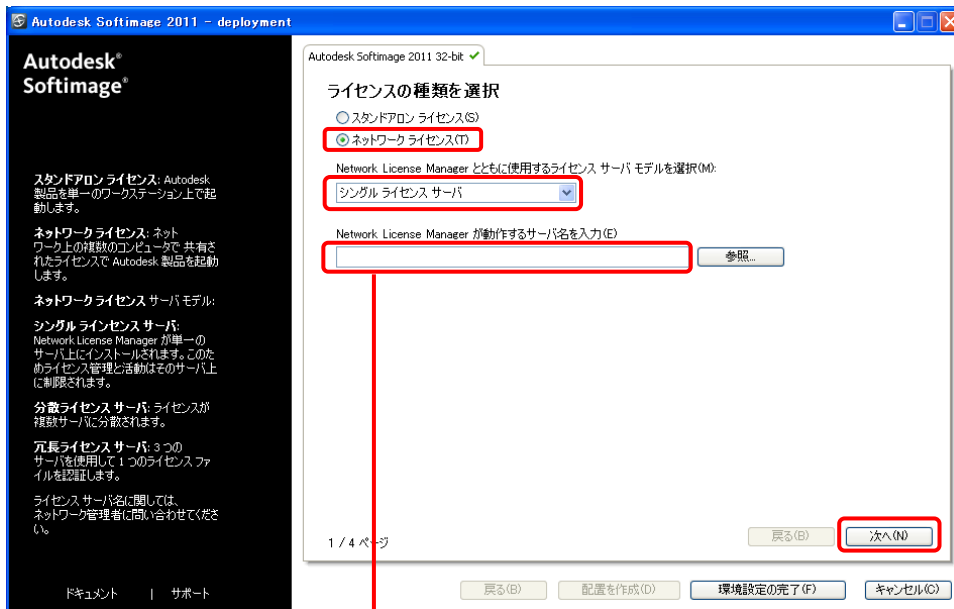 Autodesk Softimage 2011 - deployment
Autodesk®
Softimage®
スタンドアロン ライセンス: Autodesk
製品を単一のワークステーション上で起
動します。
ネットワーク ライセンス: ネット
ワーク上の複数のコンピュータで 共有さ
れたライセンスで Autodesk 製品を起動
します。
ネットワーク ライセンス サーバ モデル:
シングル ラインセンス サーバ:
Network License Manager が単一の
サーバ上にインストールされます。このた
めライセンス管理と活動はそのサーバ上
に制限されます。
分散ライセンス サーバ: ライセンスが
複数サーバに分散されます。
冗長ライセンス サーバ: 3 つの
サーバを使用して 1 つのライセンス ファ
イルを認証します。
ライセンス サーバ名に関しては、
ネットワーク管理者に問い合わせてくださ
い。
ドキュメント | サポート
Autodesk Softimage 2011 32-bit
ライセンスの種類を選択
スタンドアロン ライセンス(S)
ネットワーク ライセンス(T)
Network License Manager とともに使用するライセンス サーバ モデルを選択(M):
シングル ライセンス サーバ
Network License Manager が動作するサーバ名を入力(E)
参照...
1 / 4 ページ
戻る(B)
次へ(N)
戻る(B)
配置を作成(D)
環境設定の完了(F)
キャンセル(C)